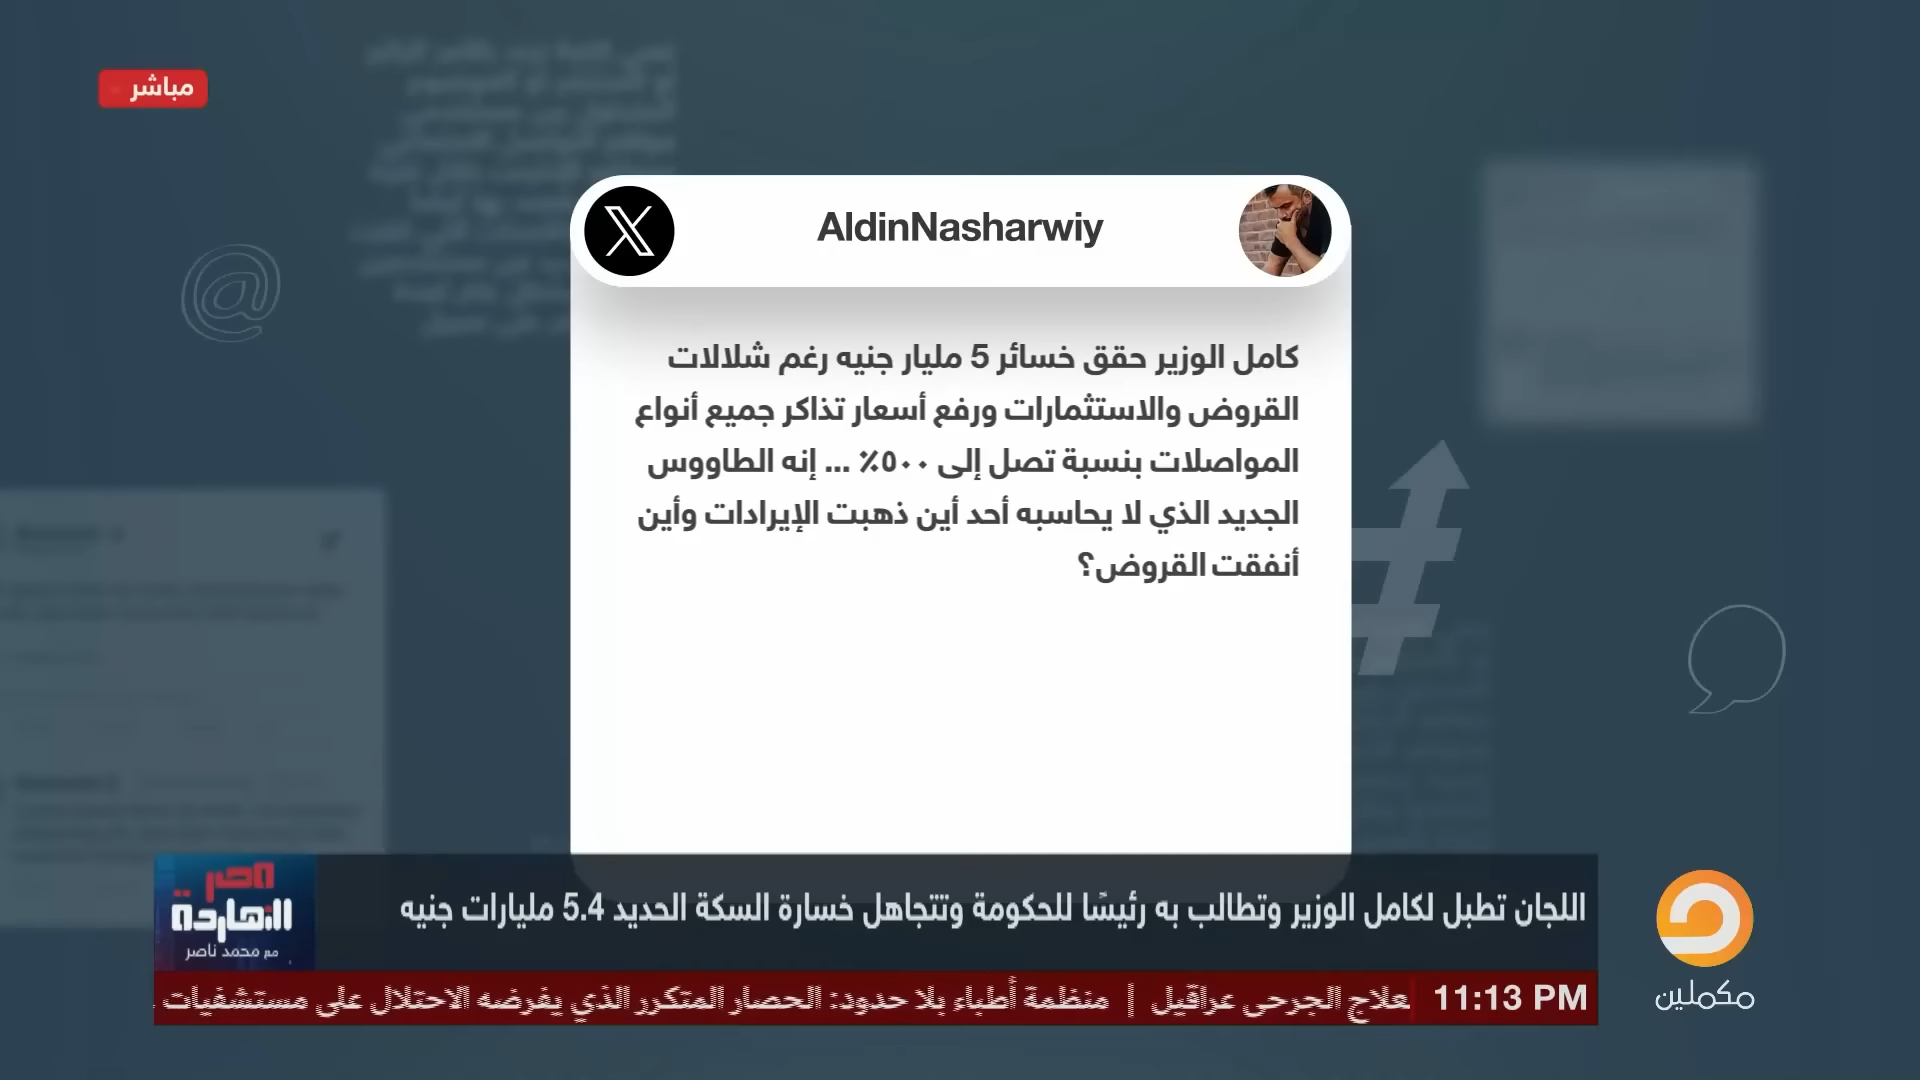 مباشر
AldinNasharwiy
كامل الوزير حقق خسائر 5 مليار جنيه رغم شلالات
القروض والاستثمارات ورفع أسعار تذاكر جميع أنواع
المواصلات بنسبة تصل إلى ٥٠٠٪ ... إنه الطاووس
الجديد الذي لا يحاسبه أحد أين ذهبت الإيرادات وأين
أنفقت القروض؟
اللجان تطبل لكامل الوزير وتطالب به رئيسًا للحكومة وتتجاهل خسارة السكة الحديد 5.4 مليارات جنيه
مصر
النهاردة
مع محمد ناصر
11:13 PM
علاج الجرحى عراقيل | منظمة أطباء بلا حدود: الحصار المتكرر الذي يفرضه الاحتلال على مستشفيات
مكملين